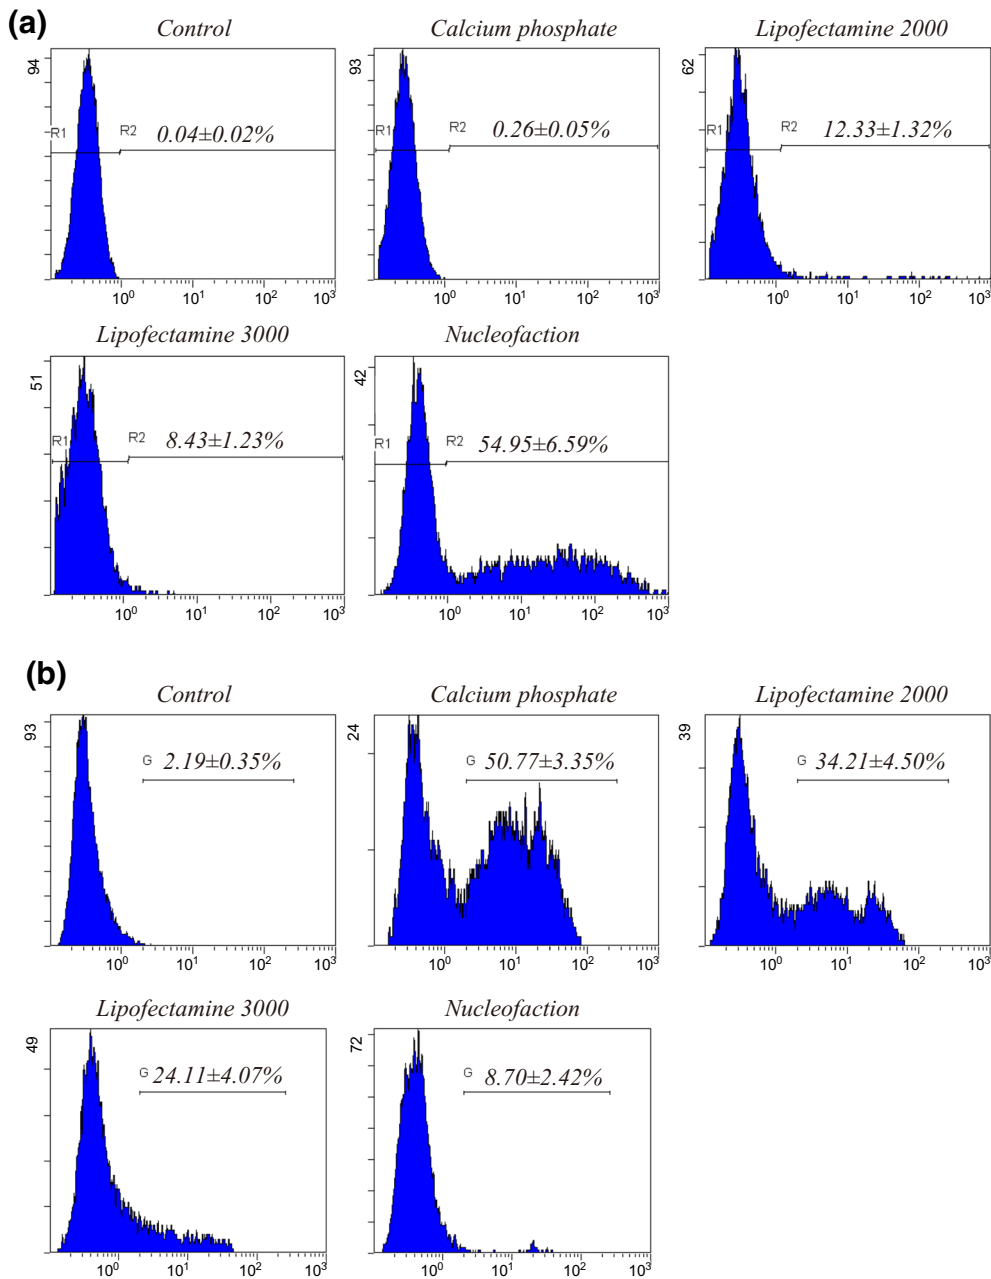 (a)
Control
94
R1 R2 0.04±0.02%
10⁰ 10¹ 10² 10³
Calcium phosphate
93
R1 R2 0.26±0.05%
10⁰ 10¹ 10² 10³
Lipofectamine 2000
62
R1 R2 12.33±1.32%
10⁰ 10¹ 10² 10³
Lipofectamine 3000
51
R1 R2 8.43±1.23%
10⁰ 10¹ 10² 10³
Nucleofaction
42
R1 R2 54.95±6.59%
10⁰ 10¹ 10² 10³
(b)
Control
93
G 2.19±0.35%
10⁰ 10¹ 10² 10³
Calcium phosphate
24
G 50.77±3.35%
10⁰ 10¹ 10² 10³
Lipofectamine 2000
39
G 34.21±4.50%
10⁰ 10¹ 10² 10³
Lipofectamine 3000
49
G 24.11±4.07%
10⁰ 10¹ 10² 10³
Nucleofaction
72
G 8.70±2.42%
10⁰ 10¹ 10² 10³